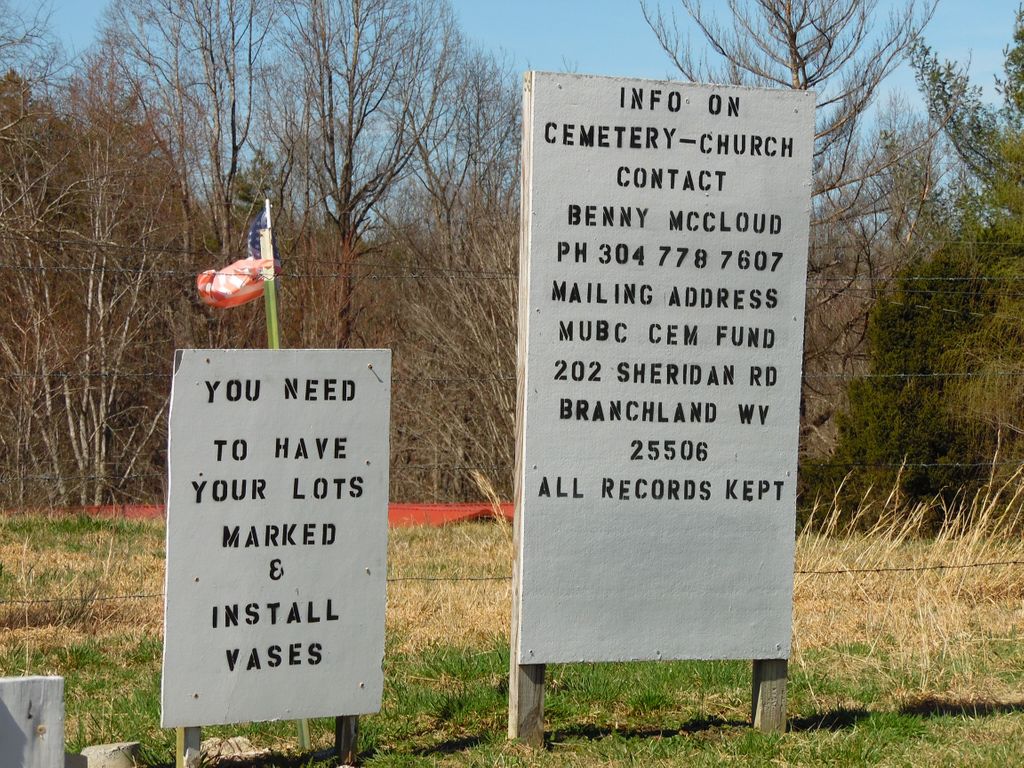 YOU NEED
TO HAVE
YOUR LOTS
MARKED
&
INSTALL
VASES
INFO ON
CEMETERY-CHURCH
CONTACT
BENNY MCCLOUD
PH 304 778 7607
MAILING ADDRESS
MUBC CEM FUND
202 SHERIDAN RD
BRANCHLAND WV
25506
ALL RECORDS KEPT